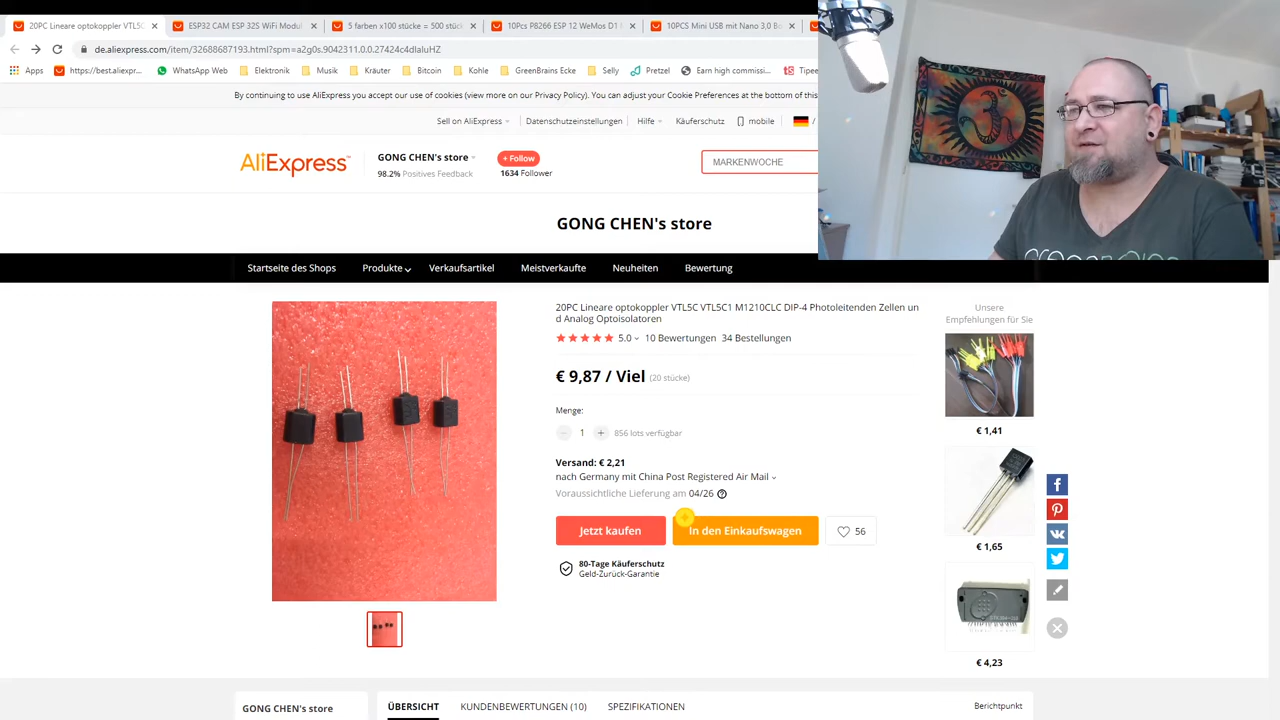 20PC Lineare optokoppler VTL5C
ESP32 CAM ESP 32S WiFi Modul
5 farben x100 stücke = 500 stück
10Pcs P8266 ESP 12 WeMos D1
10PCS Mini USB mit Nano 3,0 Bo
de.aliexpress.com/item/32688687193.html?spm=a2g0s.9042311.0.0.27424c4dIaluHZ
Apps
https://best.aliexpr...
WhatsApp Web
Elektronik
Musik
Kräuter
Bitcoin
Kohle
GreenBrains Ecke
Selly
Pretzel
Earn high commissi...
Tipee
By continuing to use AliExpress you accept our use of cookies (view more on our Privacy Policy). You can adjust your Cookie Preferences at the bottom of this
Sell on AliExpress
Datenschutzeinstellungen
Hilfe
Käuferschutz
mobile
/
AliExpress™
GONG CHEN's store
98.2% Positives Feedback
+ Follow
1634 Follower
MARKENWOCHE
GONG CHEN's store
Startseite des Shops
Produkte
Verkaufsartikel
Meistverkaufte
Neuheiten
Bewertung
20PC Lineare optokoppler VTL5C VTL5C1 M1210CLC DIP-4 Photoleitenden Zellen un
d Analog Optoisolatoren
5.0 10 Bewertungen 34 Bestellungen
€ 9,87 / Viel (20 stücke)
Menge:
− 1 + 856 lots verfügbar
Versand: € 2,21
nach Germany mit China Post Registered Air Mail
Voraussichtliche Lieferung am 04/26
Jetzt kaufen
In den Einkaufswagen
56
80-Tage Käuferschutz
Geld-Zurück-Garantie
Unsere
Empfehlungen für Sie
€ 1,41
€ 1,65
€ 4,23
GONG CHEN's store
ÜBERSICHT
KUNDENBEWERTUNGEN (10)
SPEZIFIKATIONEN
Berichtpunkt